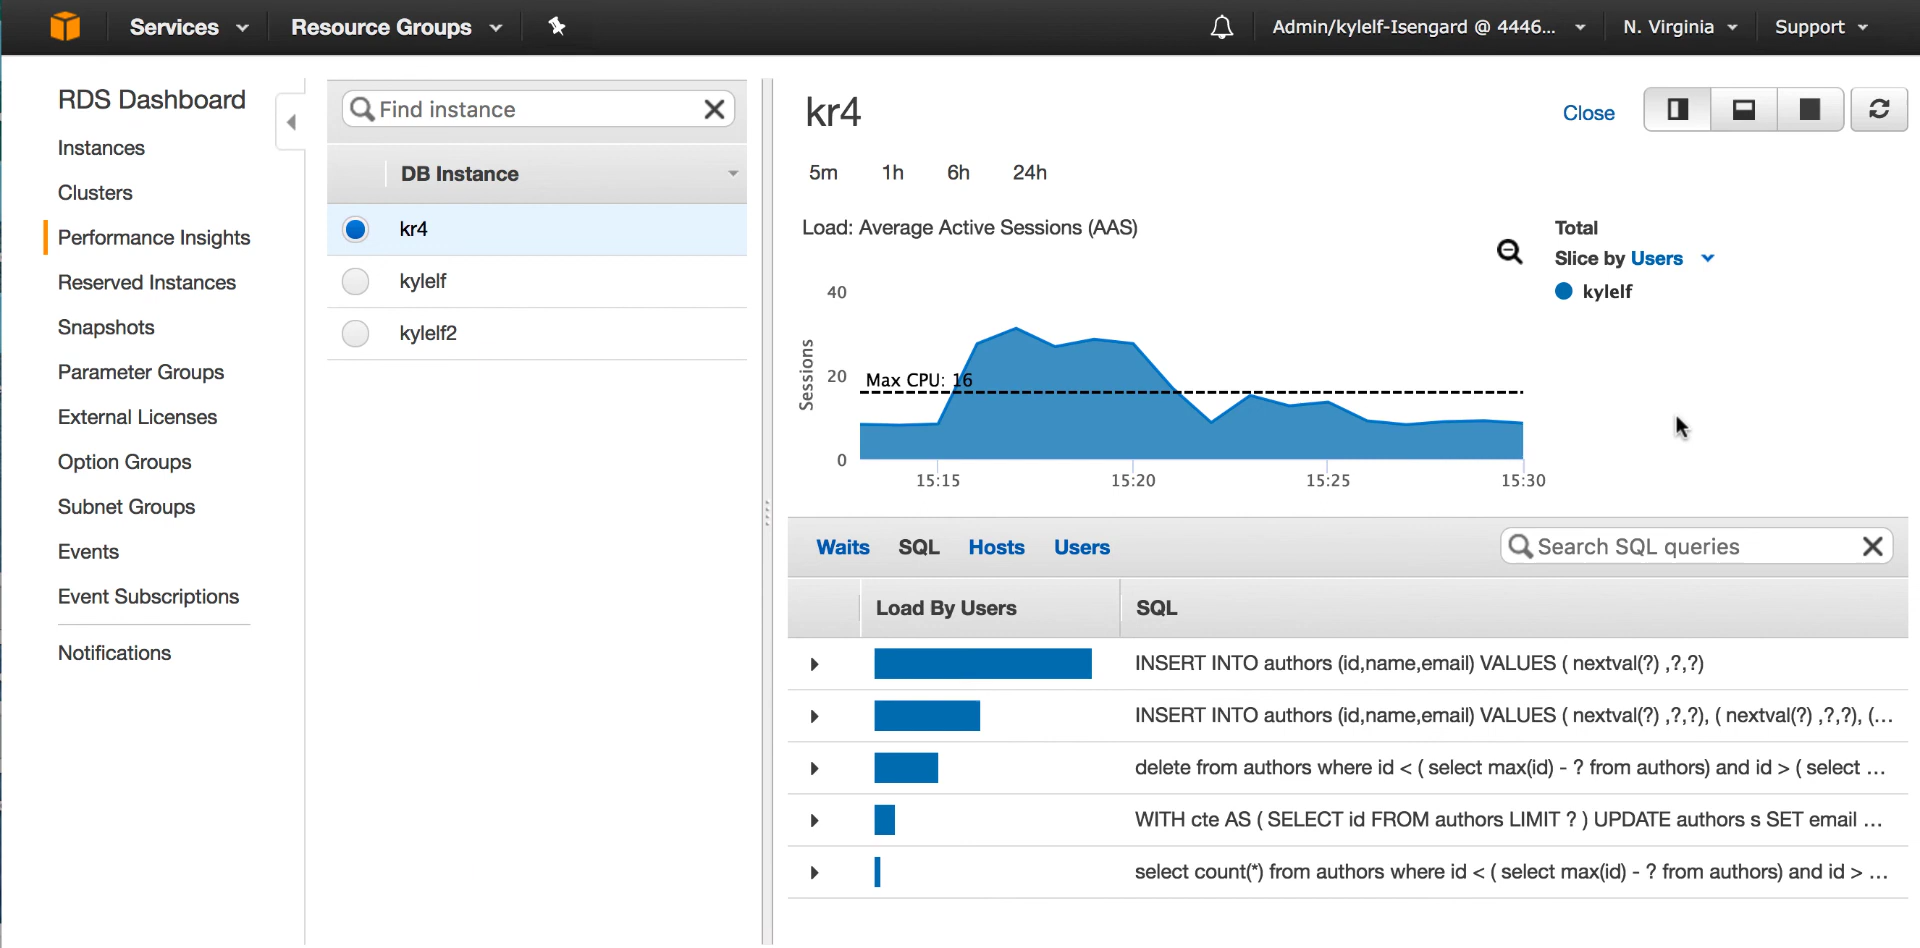 Services
Resource Groups
Admin/kylelf-Isengard @ 4446...
N. Virginia
Support
RDS Dashboard
Instances
Clusters
Performance Insights
Reserved Instances
Snapshots
Parameter Groups
External Licenses
Option Groups
Subnet Groups
Events
Event Subscriptions
Notifications
Find instance
DB Instance
kr4
kylelf
kylelf2
kr4
Close
5m 1h 6h 24h
Load: Average Active Sessions (AAS)
Total
Slice by Users
kylelf
Sessions
40
20
0
Max CPU: 16
15:15 15:20 15:25 15:30
Waits SQL Hosts Users
Search SQL queries
Load By Users SQL
INSERT INTO authors (id,name,email) VALUES ( nextval(?) ,?,?)
INSERT INTO authors (id,name,email) VALUES ( nextval(?) ,?,?), ( nextval(?) ,?,?), (...
delete from authors where id < ( select max(id) - ? from authors) and id > ( select ...
WITH cte AS ( SELECT id FROM authors LIMIT ? ) UPDATE authors s SET email ...
select count(*) from authors where id < ( select max(id) - ? from authors) and id > ...